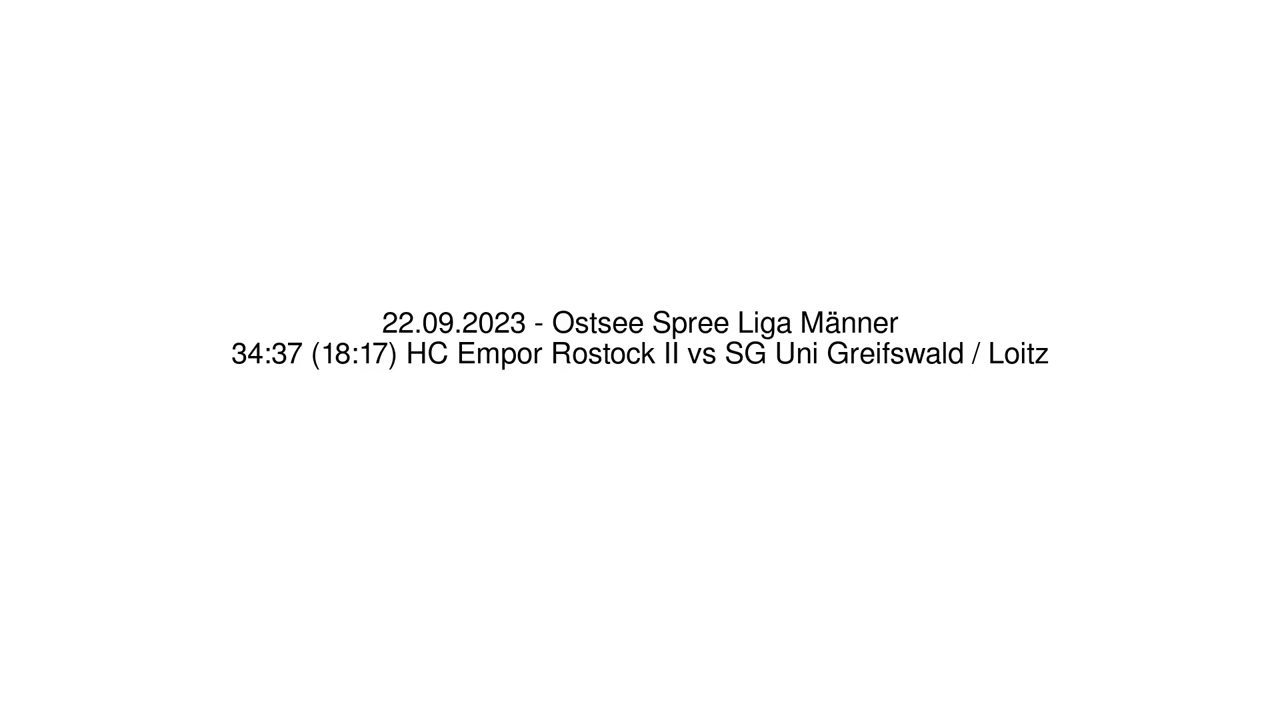 22.09.2023 - Ostsee Spree Liga Männer
34:37 (18:17) HC Empor Rostock II vs SG Uni Greifswald / Loitz